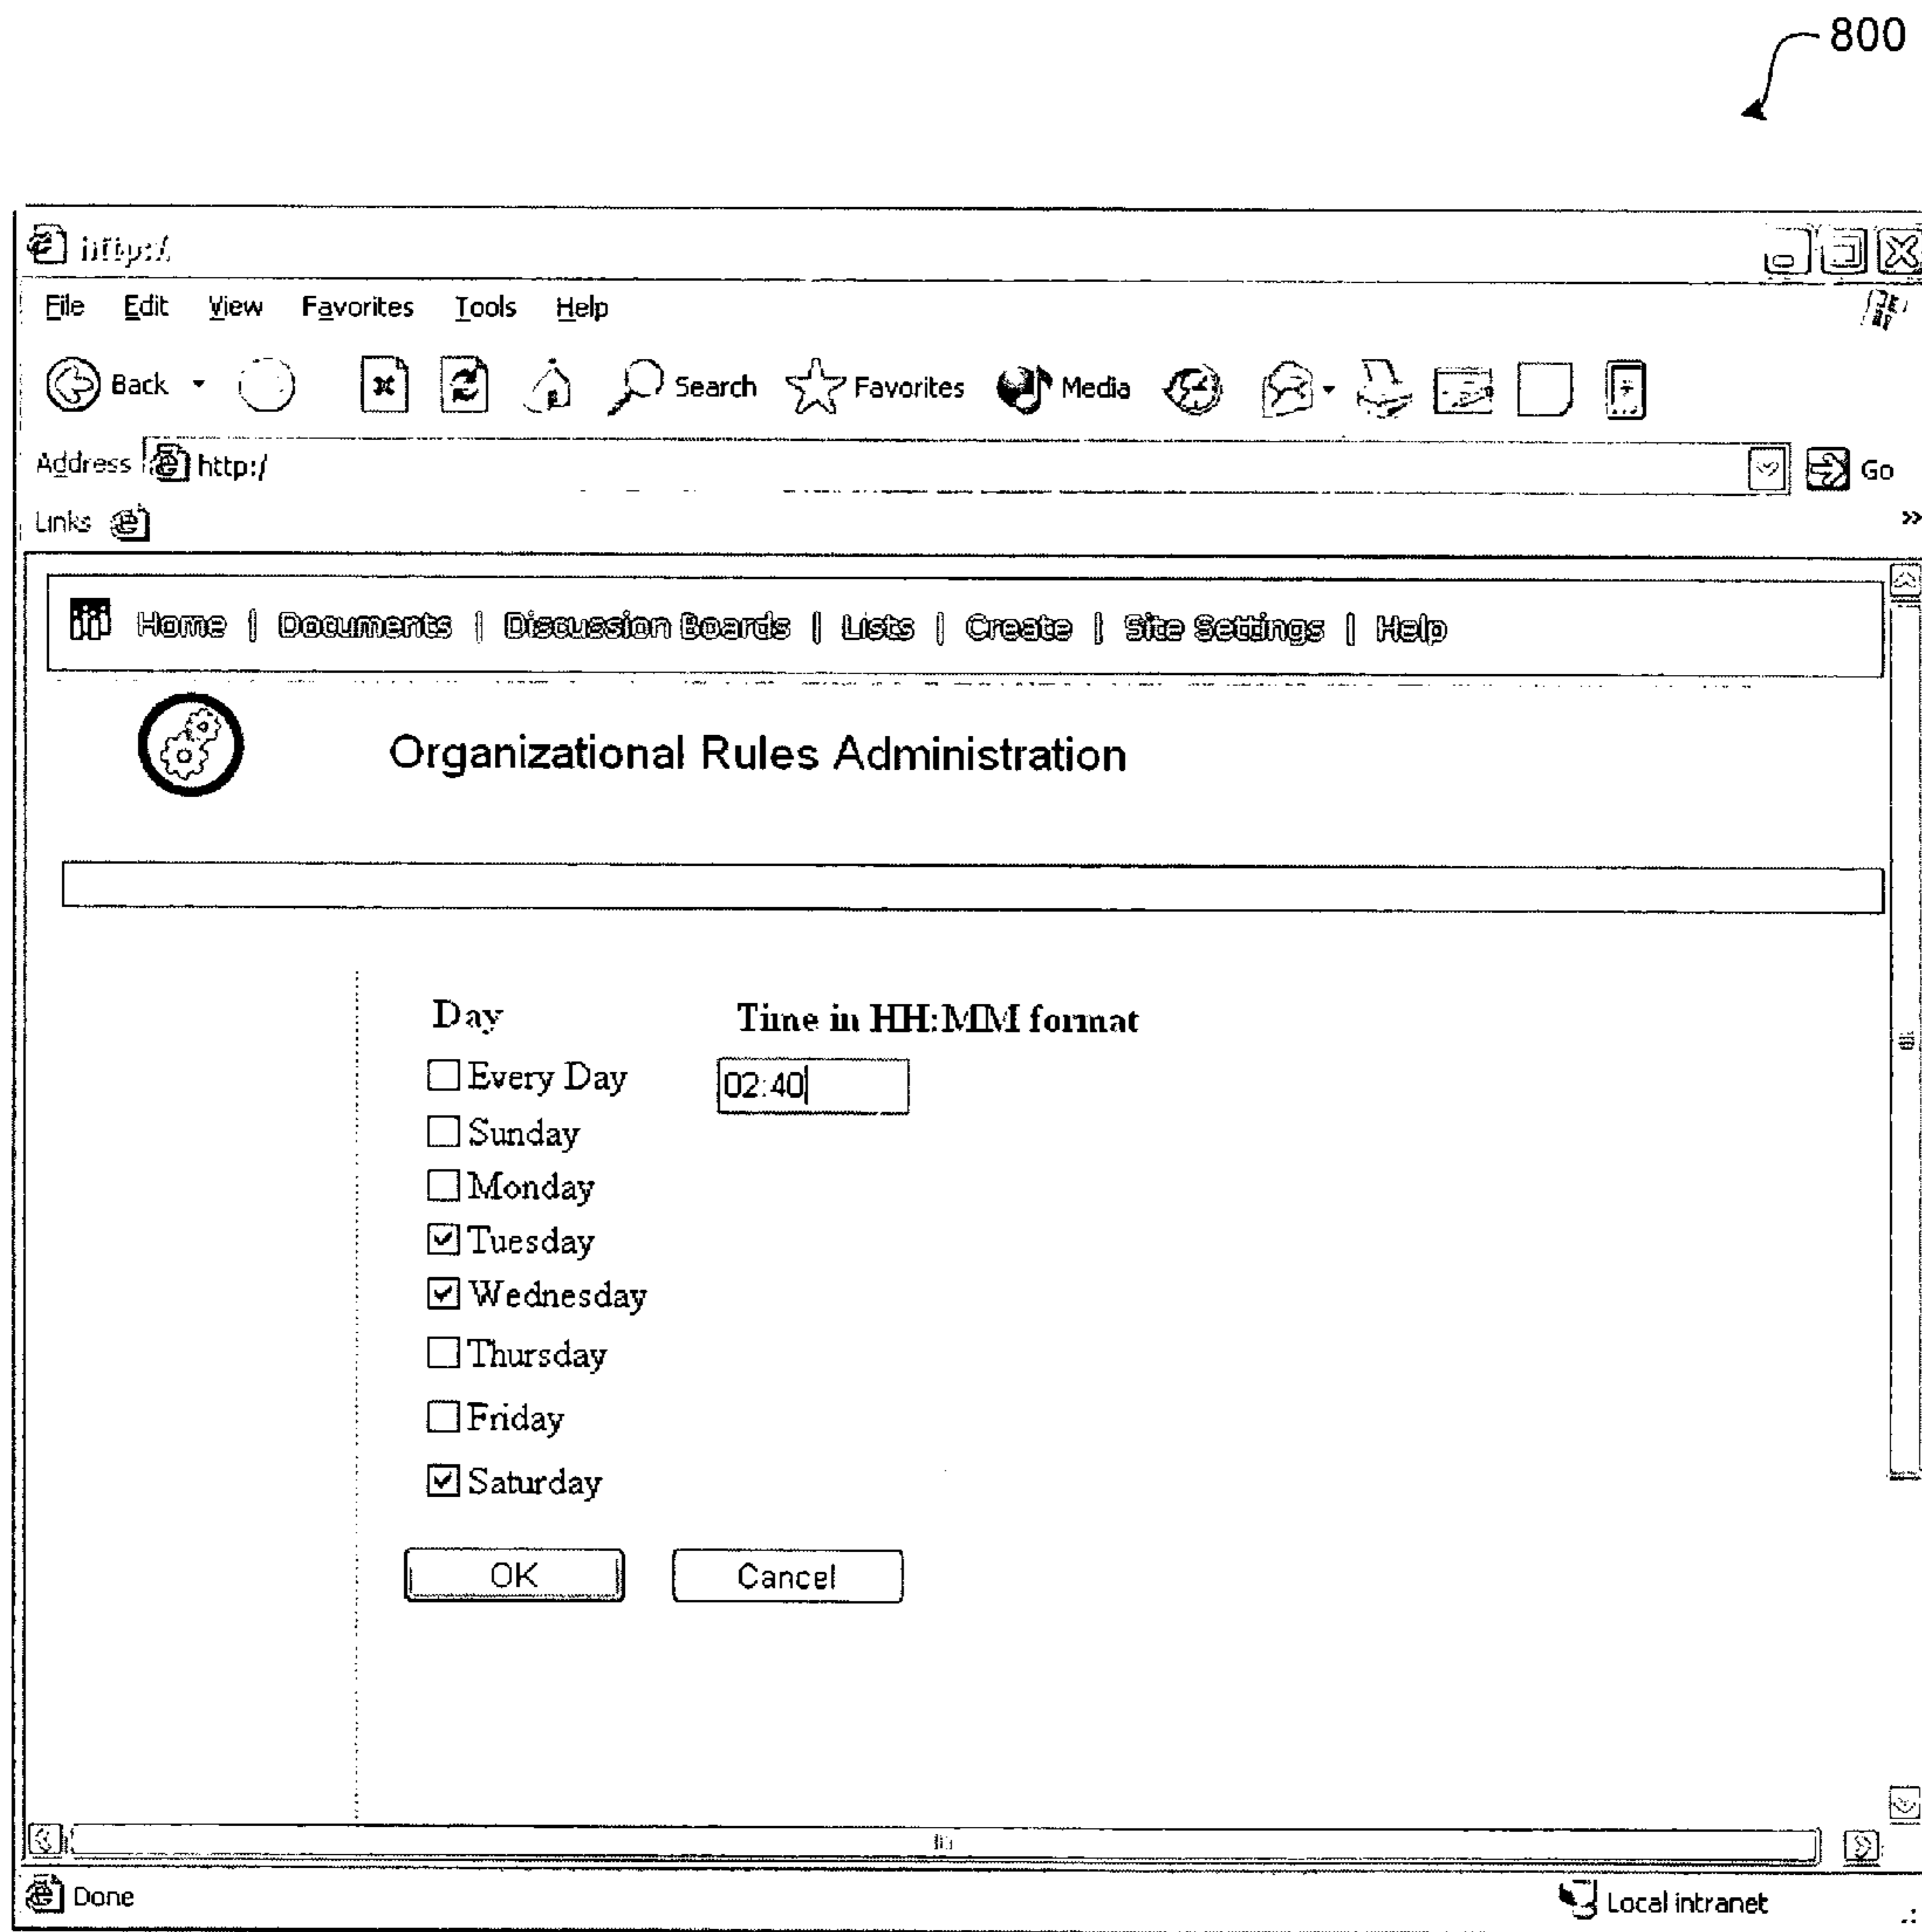 800
http:/
File Edit View Favorites Tools Help
Back Search Favorites Media
Address http:/ Go
Links »
Home | Documents | Discussion Boards | Lists | Create | Site Settings | Help
Organizational Rules Administration
Day Time in HH:MM format
Every Day 02:40
Sunday
Monday
Tuesday
Wednesday
Thursday
Friday
Saturday
OK Cancel
Done Local intranet